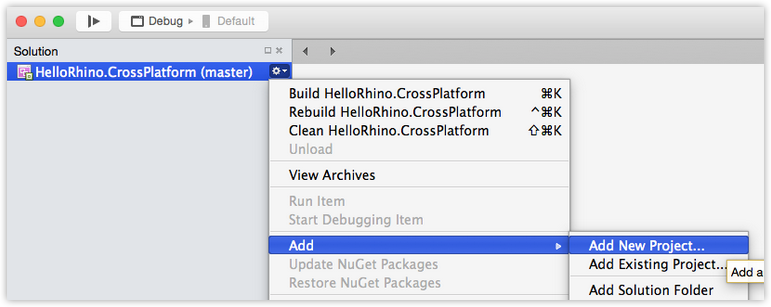 Debug Default
Solution
HelloRhino.CrossPlatform (master)
Build HelloRhino.CrossPlatform ⌘K
Rebuild HelloRhino.CrossPlatform ^⌘K
Clean HelloRhino.CrossPlatform ⇧⌘K
Unload
View Archives
Run Item
Start Debugging Item
Add Add New Project...
Update NuGet Packages Add Existing Project...
Add a
Restore NuGet Packages Add Solution Folder